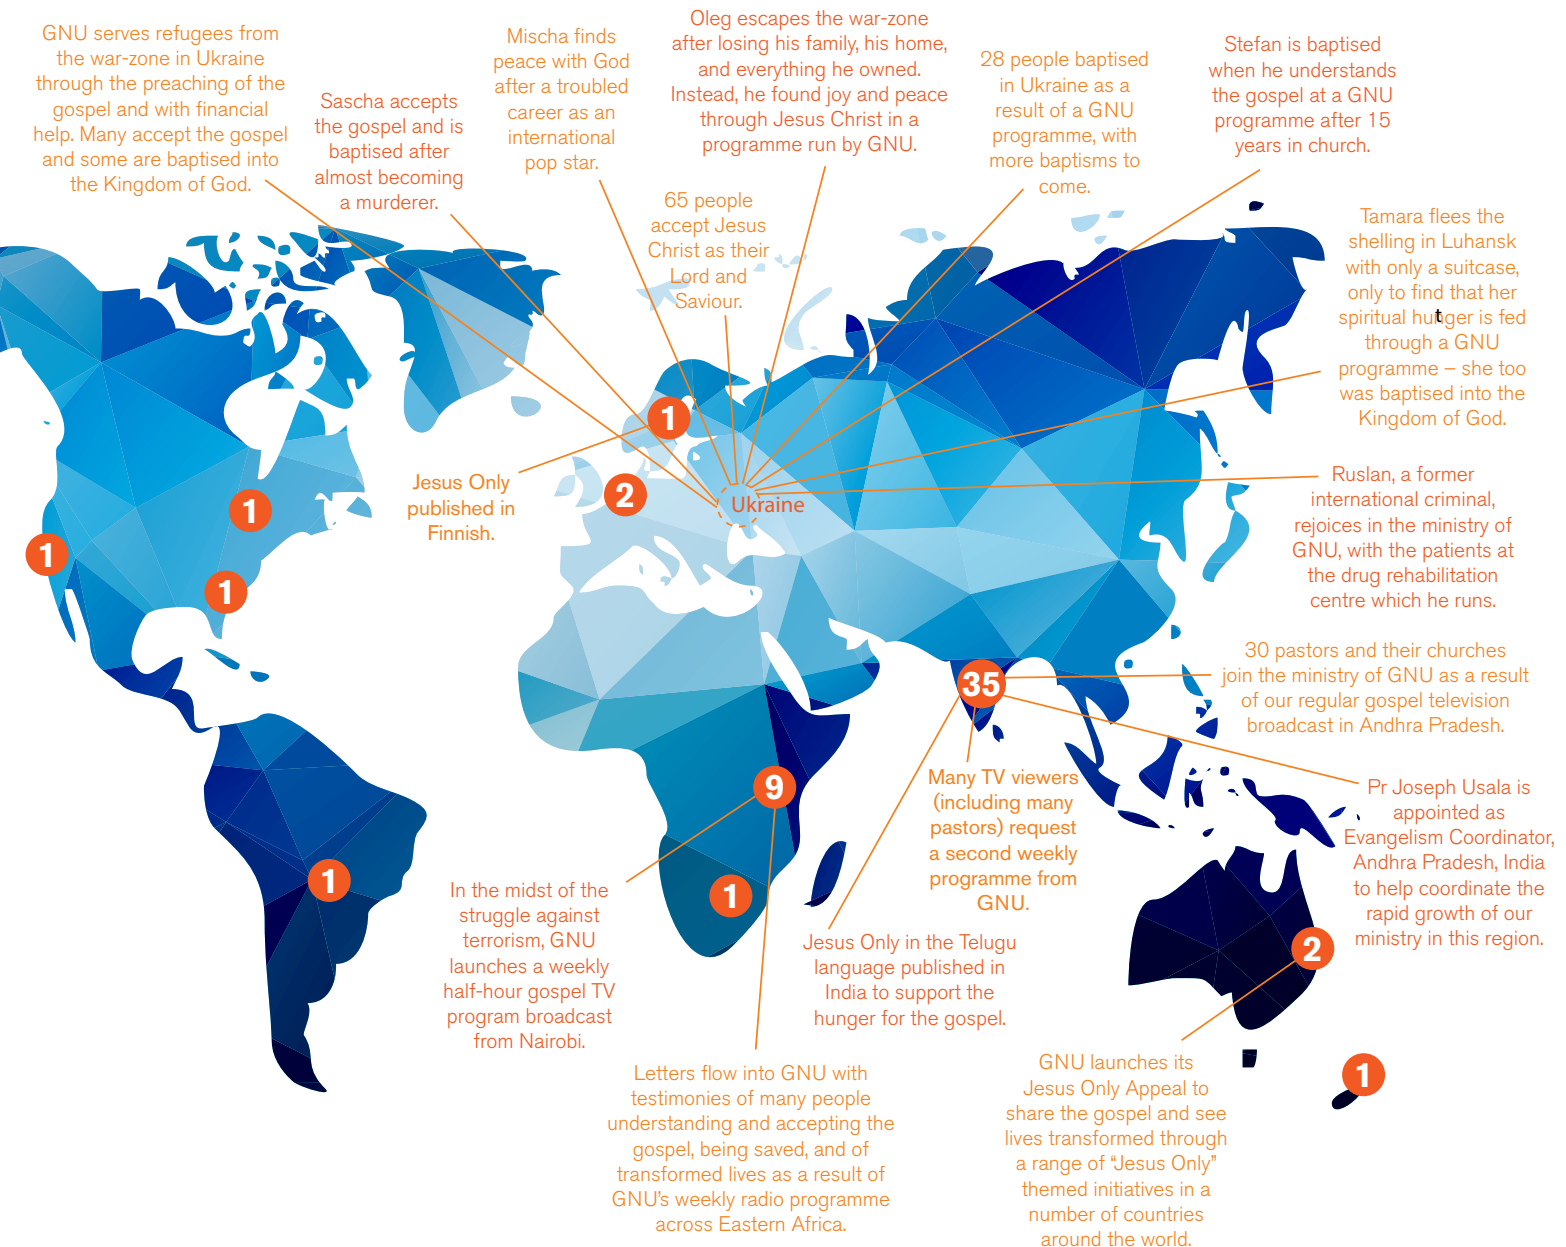 GNU serves refugees from
the war-zone in Ukraine
through the preaching of the
gospel and with financial
help. Many accept the gospel
and some are baptised into
the Kingdom of God.
Sascha accepts
the gospel and is
baptised after
almost becoming
a murderer.
Mischa finds
peace with God
after a troubled
career as an
international
pop star.
Oleg escapes the war-zone
after losing his family, his home,
and everything he owned.
Instead, he found joy and peace
through Jesus Christ in a
programme run by GNU.
65 people
accept Jesus
Christ as their
Lord and
Saviour.
28 people baptised
in Ukraine as a
result of a GNU
programme, with
more baptisms to
come.
Stefan is baptised
when he understands
the gospel at a GNU
programme after 15
years in church.
Tamara flees the
shelling in Luhansk
with only a suitcase,
only to find that her
spiritual hunger is fed
t
through a GNU
programme – she too
was baptised into the
Kingdom of God.
Jesus Only
published in
Finnish.
Ukraine
Ruslan, a former
international criminal,
rejoices in the ministry of
GNU, with the patients at
the drug rehabilitation
centre which he runs.
30 pastors and their churches
join the ministry of GNU as a result
of our regular gospel television
broadcast in Andhra Pradesh.
Many TV viewers
(including many
pastors) request
a second weekly
programme from
GNU.
Pr Joseph Usala is
appointed as
Evangelism Coordinator,
Andhra Pradesh, India
to help coordinate the
rapid growth of our
ministry in this region.
In the midst of the
struggle against
terrorism, GNU
launches a weekly
half-hour gospel TV
program broadcast
from Nairobi.
Jesus Only in the Telugu
language published in
India to support the
hunger for the gospel.
Letters flow into GNU with
testimonies of many people
understanding and accepting the
gospel, being saved, and of
transformed lives as a result of
GNU's weekly radio programme
across Eastern Africa.
GNU launches its
Jesus Only Appeal to
share the gospel and see
lives transformed through
a range of “Jesus Only”
themed initiatives in a
number of countries
around the world.
1
2
1
1
1
35
9
1
1
2
1